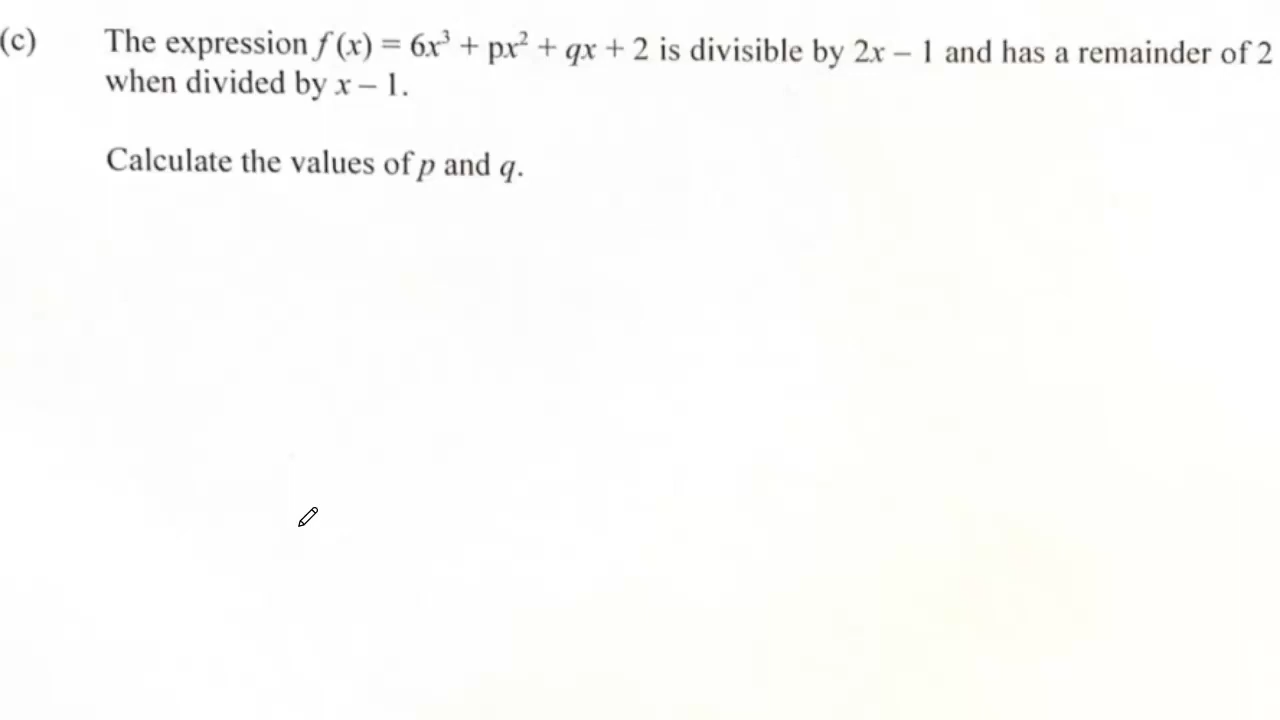 (c) The expression f (x) = 6x³ + px² + qx + 2 is divisible by 2x – 1 and has a remainder of 2
when divided by x – 1.
Calculate the values of p and q.